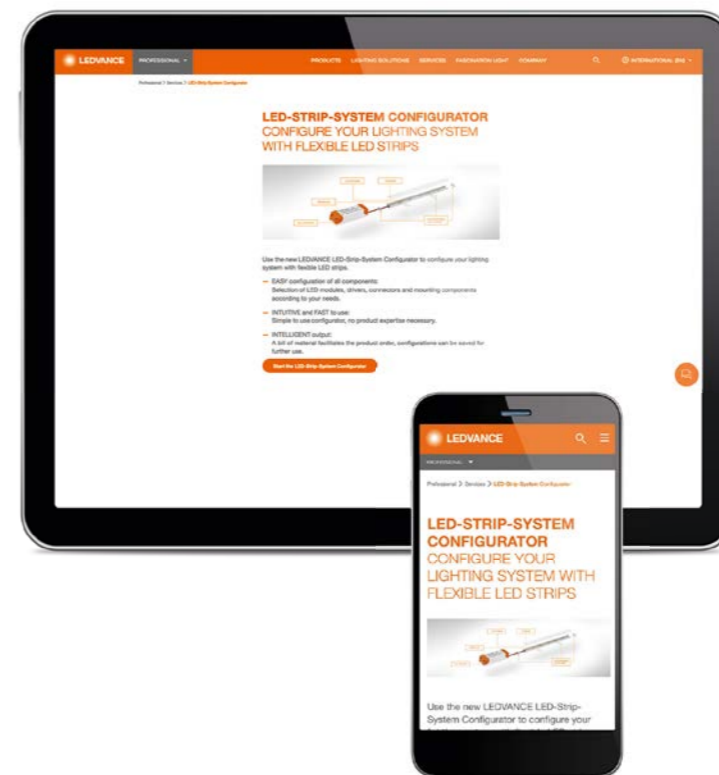 LEDVANCE PROFESSIONAL PRODUCTS LIGHTING SOLUTIONS SERVICES FASCINATION LIGHT COMPANY INTERNATIONAL (EN)
Professional > Services > LED-Strip-System Configurator
LED-STRIP-SYSTEM CONFIGURATOR
CONFIGURE YOUR LIGHTING SYSTEM
WITH FLEXIBLE LED STRIPS
Use the new LEDVANCE LED-Strip-System Configurator to configure your lighting
system with flexible LED strips.
– EASY configuration of all components:
Selection of LED modules, drivers, connectors and mounting components
according to your needs.
– INTUITIVE and FAST to use:
Simple to use configurator, no product expertise necessary.
– INTELLIGENT output:
A bill of material facilitates the product order, configurations can be saved for
further use.
Start the LED-Strip-System Configurator
LEDVANCE
PROFESSIONAL
Professional > Services > LED-Strip-System Configurator
LED-STRIP-SYSTEM
CONFIGURATOR
CONFIGURE YOUR
LIGHTING SYSTEM WITH
FLEXIBLE LED STRIPS
Use the new LEDVANCE LED-Strip-
System Configurator to configure your